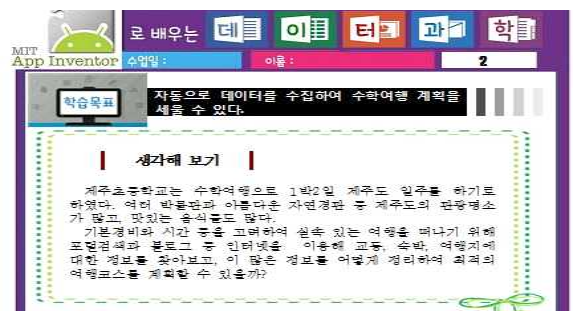 MIT
App Inventor
로 배우는 데 이 터 과 학
수업일 :
이름 :
2
학습목표
자동으로 데이터를 수집하여 수학여행 계획을
세울 수 있다.
생각해 보기
제주초등학교는 수학여행으로 1박2일 제주도 일주를 하기로
하였다. 여러 박물관과 아름다운 자연경관 등 제주도의 관광명소
가 많고, 맛있는 음식들도 많다.
기본경비와 시간 등을 고려하여 실속 있는 여행을 떠나기 위해
포털검색과 블로그 등 인터넷을 이용해 교통, 숙박, 여행지에
대한 정보를 찾아보고, 이 많은 정보를 어떻게 정리하여 최적의
여행코스를 계획할 수 있을까?